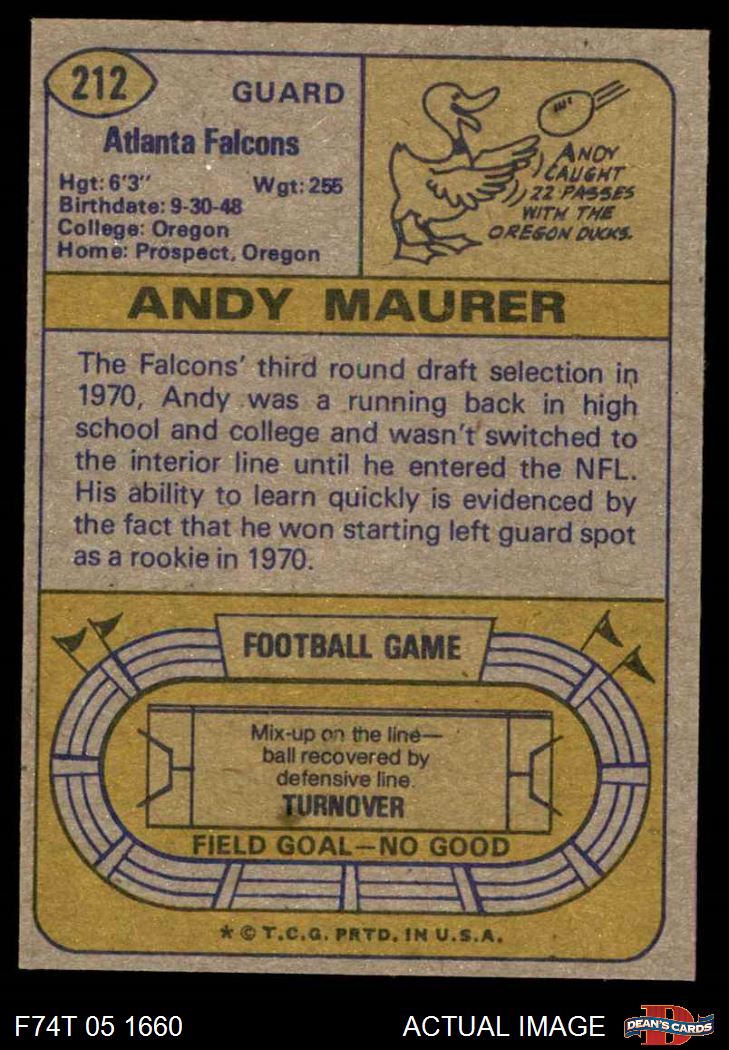 212
GUARD
Atlanta Falcons
Hgt: 6'3" Wgt: 255
Birthdate: 9-30-48
College: Oregon
Home: Prospect, Oregon
ANDY
CAUGHT
22 PASSES
WITH THE
OREGON DUCKS.
ANDY MAURER
The Falcons' third round draft selection in
1970, Andy was a running back in high
school and college and wasn't switched to
the interior line until he entered the NFL.
His ability to learn quickly is evidenced by
the fact that he won starting left guard spot
as a rookie in 1970.
FOOTBALL GAME
Mix-up on the line—
ball recovered by
defensive line.
TURNOVER
FIELD GOAL—NO GOOD
* © T.C.G. PRTD. IN U.S.A.
F74T 05 1660
ACTUAL IMAGE
D
DEAN'S CARDS